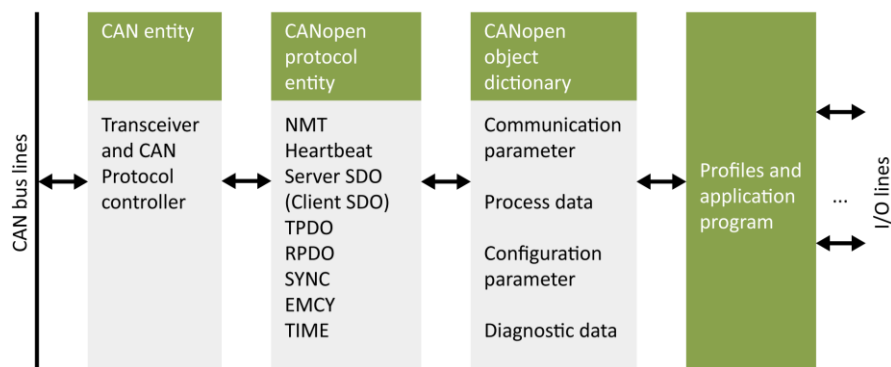 CAN bus lines
CAN entity
Transceiver
and CAN
Protocol
controller
CANopen
protocol
entity
NMT
Heartbeat
Server SDO
(Client SDO)
TPDO
RPDO
SYNC
EMCY
TIME
CANopen
object
dictionary
Communication
parameter
Process data
Configuration
parameter
Diagnostic data
Profiles and
application
program
...
I/O lines